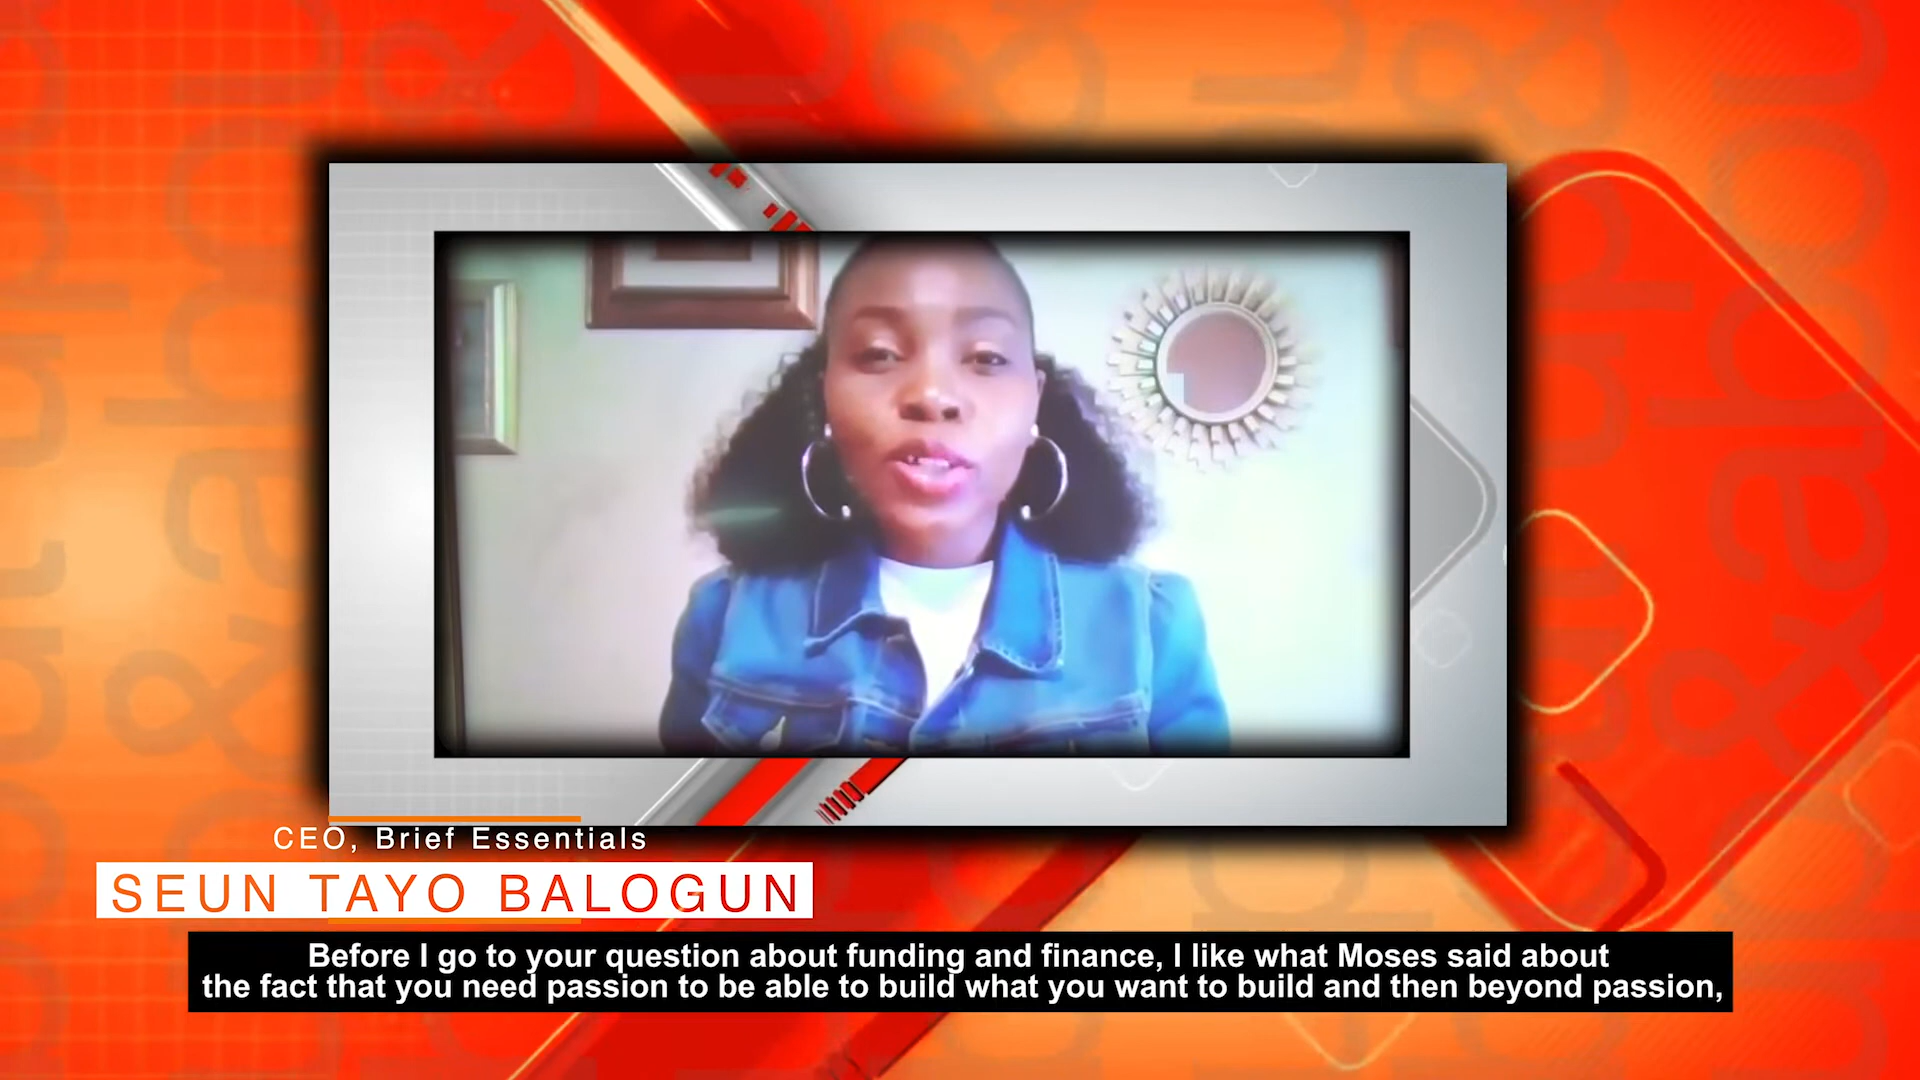 CEO, Brief Essentials
SEUN TAYO BALOGUN
Before I go to your question about funding and finance, I like what Moses said about
the fact that you need passion to be able to build what you want to build and then beyond passion,